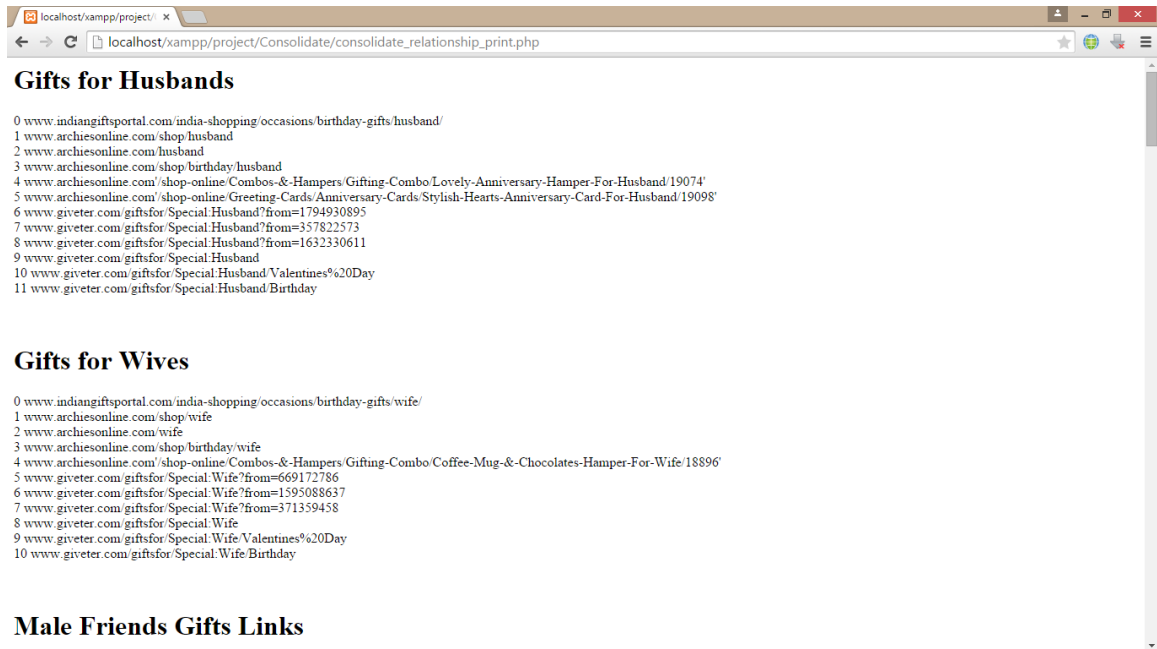 localhost/xampp/project/
localhost/xampp/project/Consolidate/consolidate_relationship_print.php
Gifts for Husbands
0 www.indiangiftsportal.com/india-shopping/occasions/birthday-gifts/husband/
1 www.archiesonline.com/shop/husband
2 www.archiesonline.com/husband
3 www.archiesonline.com/shop/birthday/husband
4 www.archiesonline.com'/shop-online/Combos-&-Hampers/Gifting-Combo/Lovely-Anniversary-Hamper-For-Husband/19074'
5 www.archiesonline.com'/shop-online/Greeting-Cards/Anniversary-Cards/Stylish-Hearts-Anniversary-Card-For-Husband/19098'
6 www.giveter.com/giftsfor/Special:Husband?from=1794930895
7 www.giveter.com/giftsfor/Special:Husband?from=357822573
8 www.giveter.com/giftsfor/Special:Husband?from=1632330611
9 www.giveter.com/giftsfor/Special:Husband
10 www.giveter.com/giftsfor/Special:Husband/Valentines%20Day
11 www.giveter.com/giftsfor/Special:Husband/Birthday
Gifts for Wives
0 www.indiangiftsportal.com/india-shopping/occasions/birthday-gifts/wife/
1 www.archiesonline.com/shop/wife
2 www.archiesonline.com/wife
3 www.archiesonline.com/shop/birthday/wife
4 www.archiesonline.com'/shop-online/Combos-&-Hampers/Gifting-Combo/Coffee-Mug-&-Chocolates-Hamper-For-Wife/18896'
5 www.giveter.com/giftsfor/Special:Wife?from=669172786
6 www.giveter.com/giftsfor/Special:Wife?from=1595088637
7 www.giveter.com/giftsfor/Special:Wife?from=371359458
8 www.giveter.com/giftsfor/Special:Wife
9 www.giveter.com/giftsfor/Special:Wife/Valentines%20Day
10 www.giveter.com/giftsfor/Special:Wife/Birthday
Male Friends Gifts Links